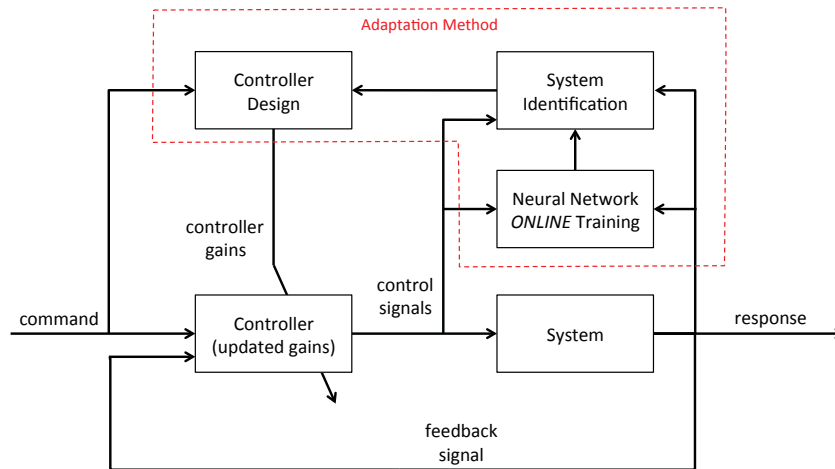 Adaptation Method
Controller
Design
System
Identification
Neural Network
ONLINE Training
controller
gains
control
signals
command
Controller
(updated gains)
System
response
feedback
signal